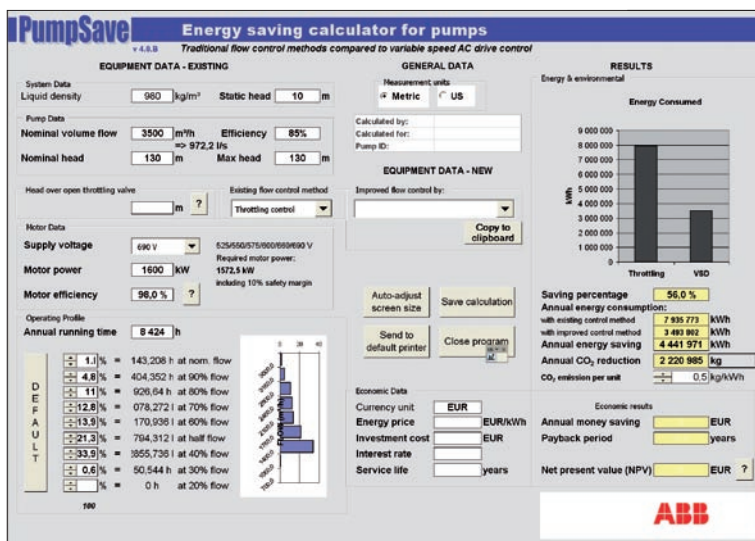 PumpSave
Energy saving calculator for pumps
v 4.0.B
Traditional flow control methods compared to variable speed AC drive control
EQUIPMENT DATA - EXISTING
System Data
Liquid density 980 kg/m³ Static head 10 m
Pump Data
Nominal volume flow 3500 m³/h Efficiency 85%
=> 972,2 l/s
Nominal head 130 m Max head 130 m
Head over open throttling valve
m ?
Existing flow control method
Throttling control
Motor Data
Supply voltage 690 V 525/550/575/600/660/690 V
Required motor power:
Motor power 1600 kW 1572,5 kW
including 10% safety margin
Motor efficiency 98,0 % ?
Operating Profile
Annual running time 8 424 h
DEFAULT
% = 143,208 h at nom. flow
4,8 % = 404,352 h at 90% flow
11 % = 926,64 h at 80% flow
12,8 % = 078,272 l at 70% flow
13,9 % = 170,936 l at 60% flow
21,3 % = 794,312 l at half flow
33,9 % = 855,736 l at 40% flow
0,6 % = 50,544 h at 30% flow
% = 0 h at 20% flow
100
0 20 40
GENERAL DATA
Measurement units
Metric US
Calculated by:
Calculated for:
Pump ID:
EQUIPMENT DATA - NEW
Improved flow control by:
Copy to
clipboard
Auto-adjust
screen size
Save calculation
Send to
default printer
Close program
Economic Data
Currency unit EUR
Energy price EUR/kWh
Investment cost EUR
Interest rate
Service life years
RESULTS
Energy & environmental
Energy Consumed
kWh
9 000 000
8 000 000
7 000 000
6 000 000
5 000 000
4 000 000
3 000 000
2 000 000
1 000 000
0
Throttling VSD
Saving percentage 56,0 %
Annual energy consumption:
with existing control method 7 935 773 kWh
with improved control method 3 493 802 kWh
Annual energy saving 4 441 971 kWh
Annual CO₂ reduction 2 220 985 kg
CO₂ emission per unit 0,5 kg/kWh
Economic results
Annual money saving EUR
Payback period years
Net present value (NPV) EUR ?
ABB